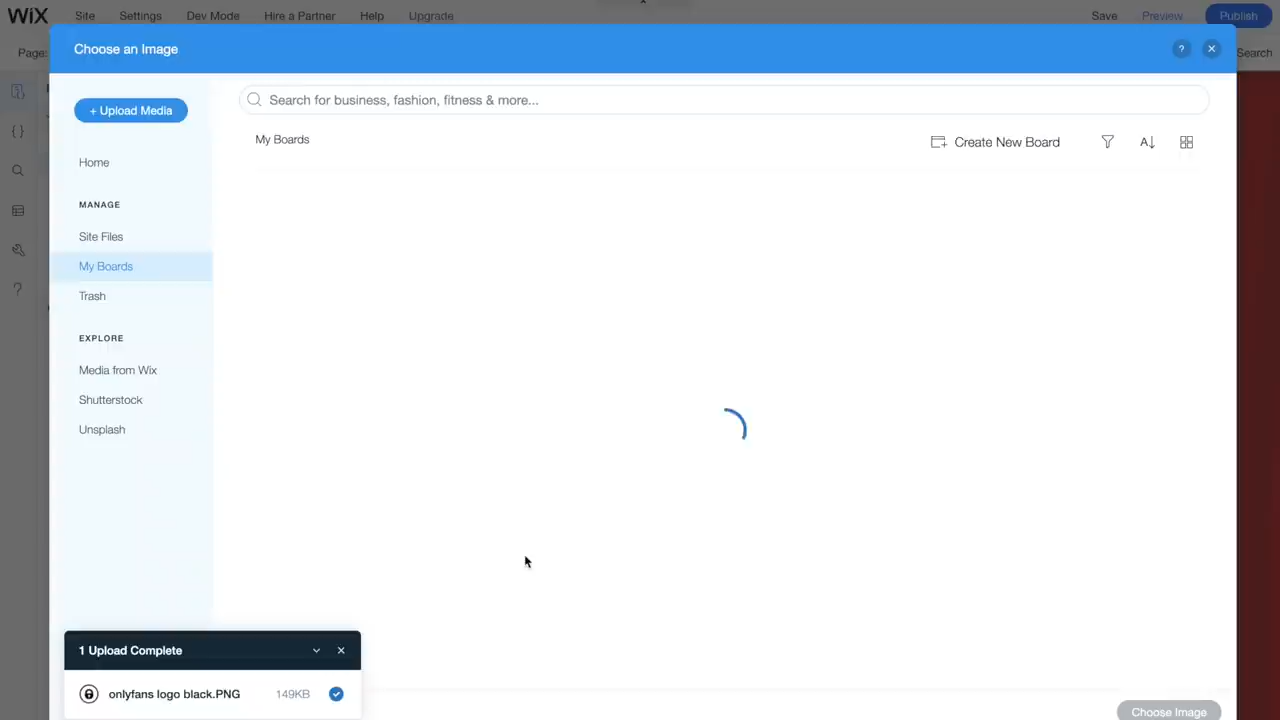 WiX Site Settings Dev Mode Hire a Partner Help Upgrade Save Preview Publish
Page: Search
Choose an Image ?
+ Upload Media
Search for business, fashion, fitness & more...
My Boards Create New Board A↓
Home
MANAGE
Site Files
My Boards
Trash
EXPLORE
Media from Wix
Shutterstock
Unsplash
1 Upload Complete
onlyfans logo black.PNG 149KB
Choose Image